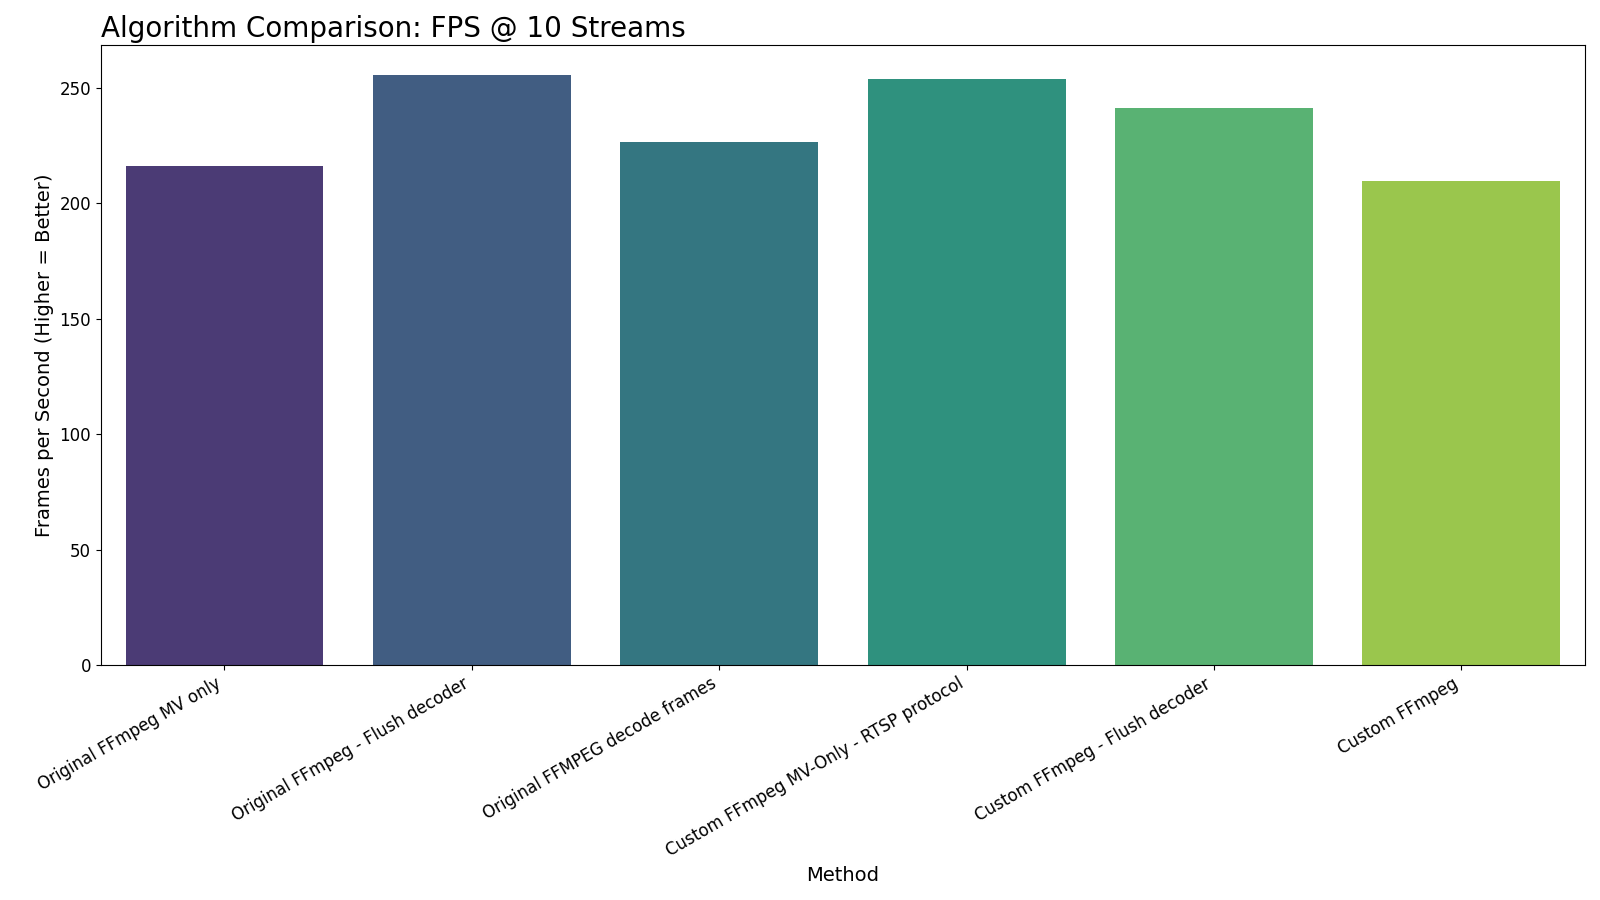 Algorithm Comparison: FPS @ 10 Streams
Frames per Second (Higher = Better)
250
200
150
100
50
0
Original FFmpeg MV only
Original FFmpeg - Flush decoder
Original FFMPEG decode frames
Custom FFmpeg MV-Only - RTSP protocol
Custom FFmpeg - Flush decoder
Custom FFmpeg
Method